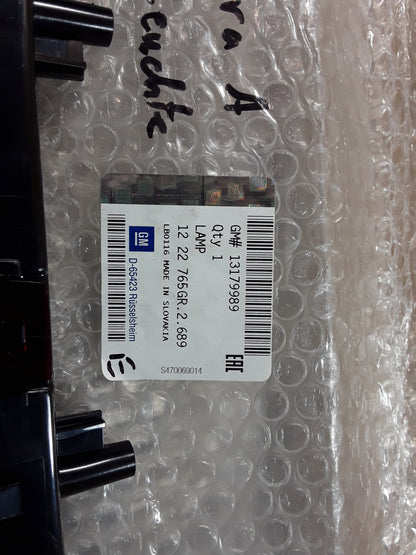 ra A
euchte
GM# 13179989
Qty 1
LAMP
12 22 765GR.2.689
LB0116 MADE IN SLOVAKIA
GM
D-65423 Rüsselsheim
EAC
S470069014
E